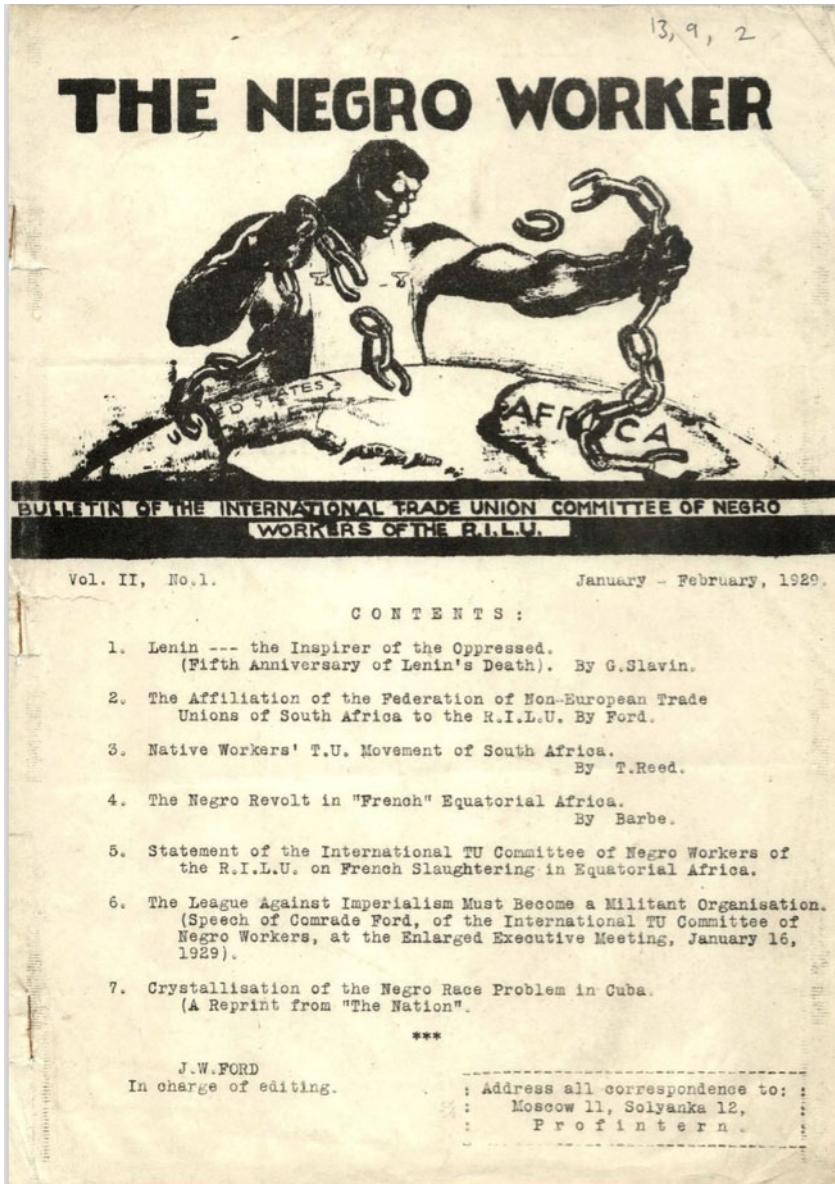 13, 9, 2
THE NEGRO WORKER
UNITED STATES
AFRICA
BULLETIN OF THE INTERNATIONAL TRADE UNION COMMITTEE OF NEGRO
WORKERS OF THE R.I.L.U.
Vol. II, No.1. January - February, 1929.
CONTENTS:
1. Lenin --- the Inspirer of the Oppressed.
(Fifth Anniversary of Lenin's Death). By G.Slavin.
2. The Affiliation of the Federation of Non-European Trade
Unions of South Africa to the R.I.L.U. By Ford.
3. Native Workers' T.U. Movement of South Africa.
By T.Reed.
4. The Negro Revolt in "French" Equatorial Africa.
By Barbe.
5. Statement of the International TU Committee of Negro Workers of
the R.I.L.U. on French Slaughtering in Equatorial Africa.
6. The League Against Imperialism Must Become a Militant Organisation.
(Speech of Comrade Ford, of the International TU Committee of
Negro Workers, at the Enlarged Executive Meeting, January 16,
1929).
7. Crystallisation of the Negro Race Problem in Cuba.
(A Reprint from "The Nation".
***
J.W.FORD
In charge of editing.
Address all correspondence to:
Moscow 11, Solyanka 12,
Profintern.